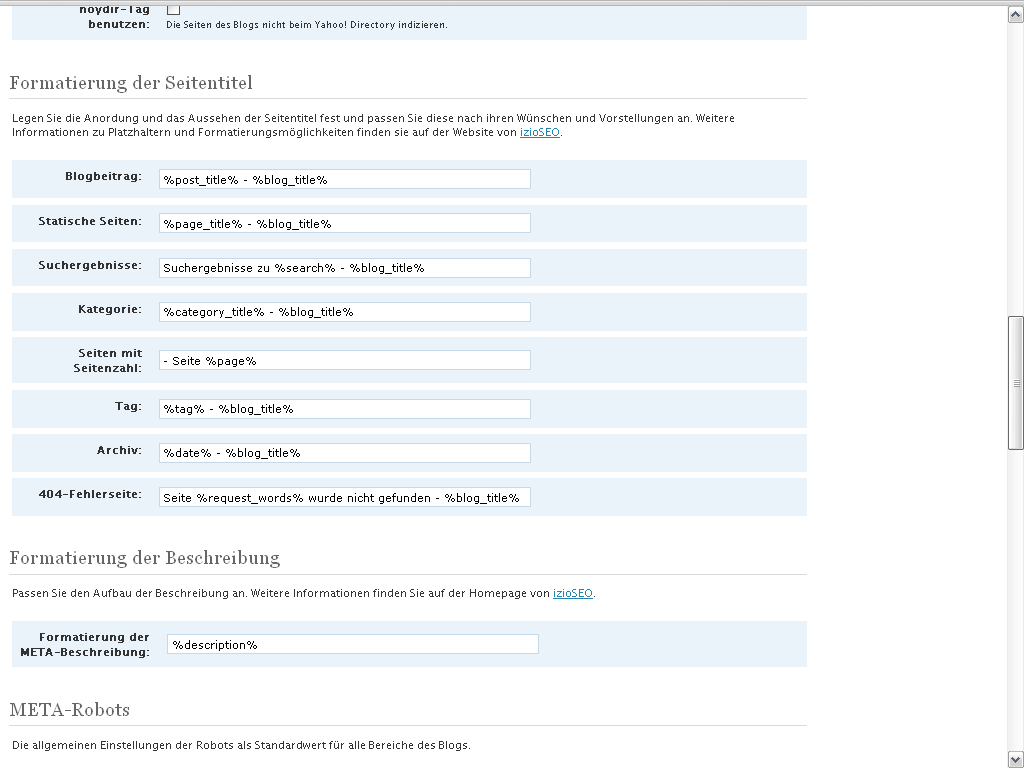 noydir-Tag
benutzen:
Die Seiten des Blogs nicht beim Yahoo! Directory indizieren.
Formatierung der Seitentitel
Legen Sie die Anordung und das Aussehen der Seitentitel fest und passen Sie diese nach ihren Wünschen und Vorstellungen an. Weitere
Informationen zu Platzhaltern und Formatierungsmöglichkeiten finden sie auf der Website von izioSEO.
Blogbeitrag: %post_title% - %blog_title%
Statische Seiten: %page_title% - %blog_title%
Suchergebnisse: Suchergebnisse zu %search% - %blog_title%
Kategorie: %category_title% - %blog_title%
Seiten mit
Seitenzahl:
- Seite %page%
Tag: %tag% - %blog_title%
Archiv: %date% - %blog_title%
404-Fehlerseite: Seite %request_words% wurde nicht gefunden - %blog_title%
Formatierung der Beschreibung
Passen Sie den Aufbau der Beschreibung an. Weitere Informationen finden Sie auf der Homepage von izioSEO.
Formatierung der
META-Beschreibung:
%description%
META-Robots
Die allgemeinen Einstellungen der Robots als Standardwert für alle Bereiche des Blogs.